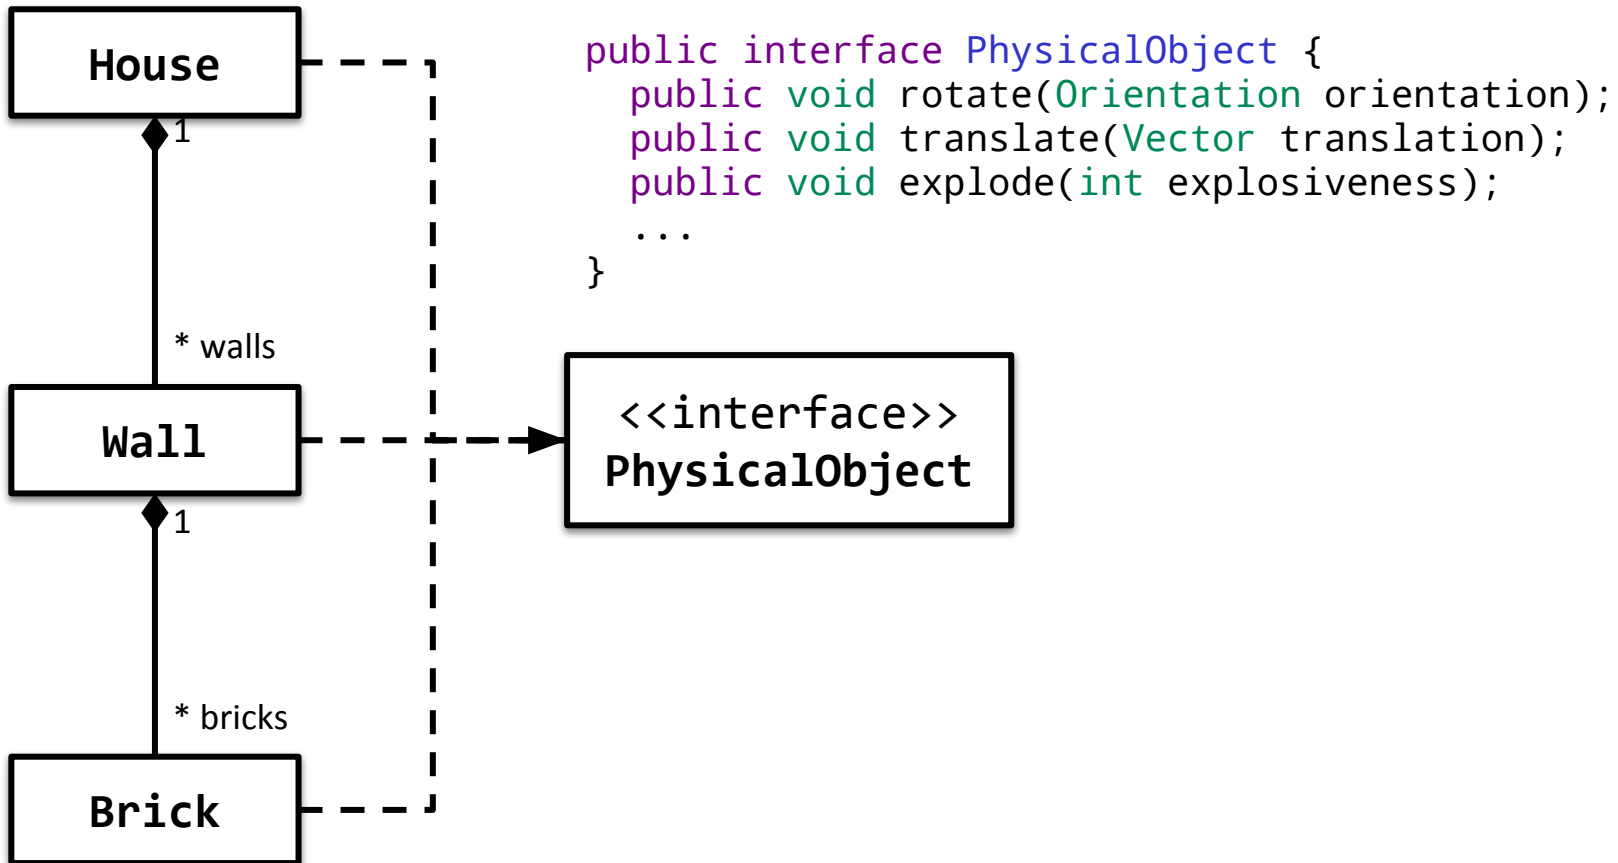 House
public interface PhysicalObject {
public void rotate(Orientation orientation);
public void translate(Vector translation);
public void explode(int explosiveness);
...
}
1
* walls
Wall
<<interface>>
PhysicalObject
1
* bricks
Brick